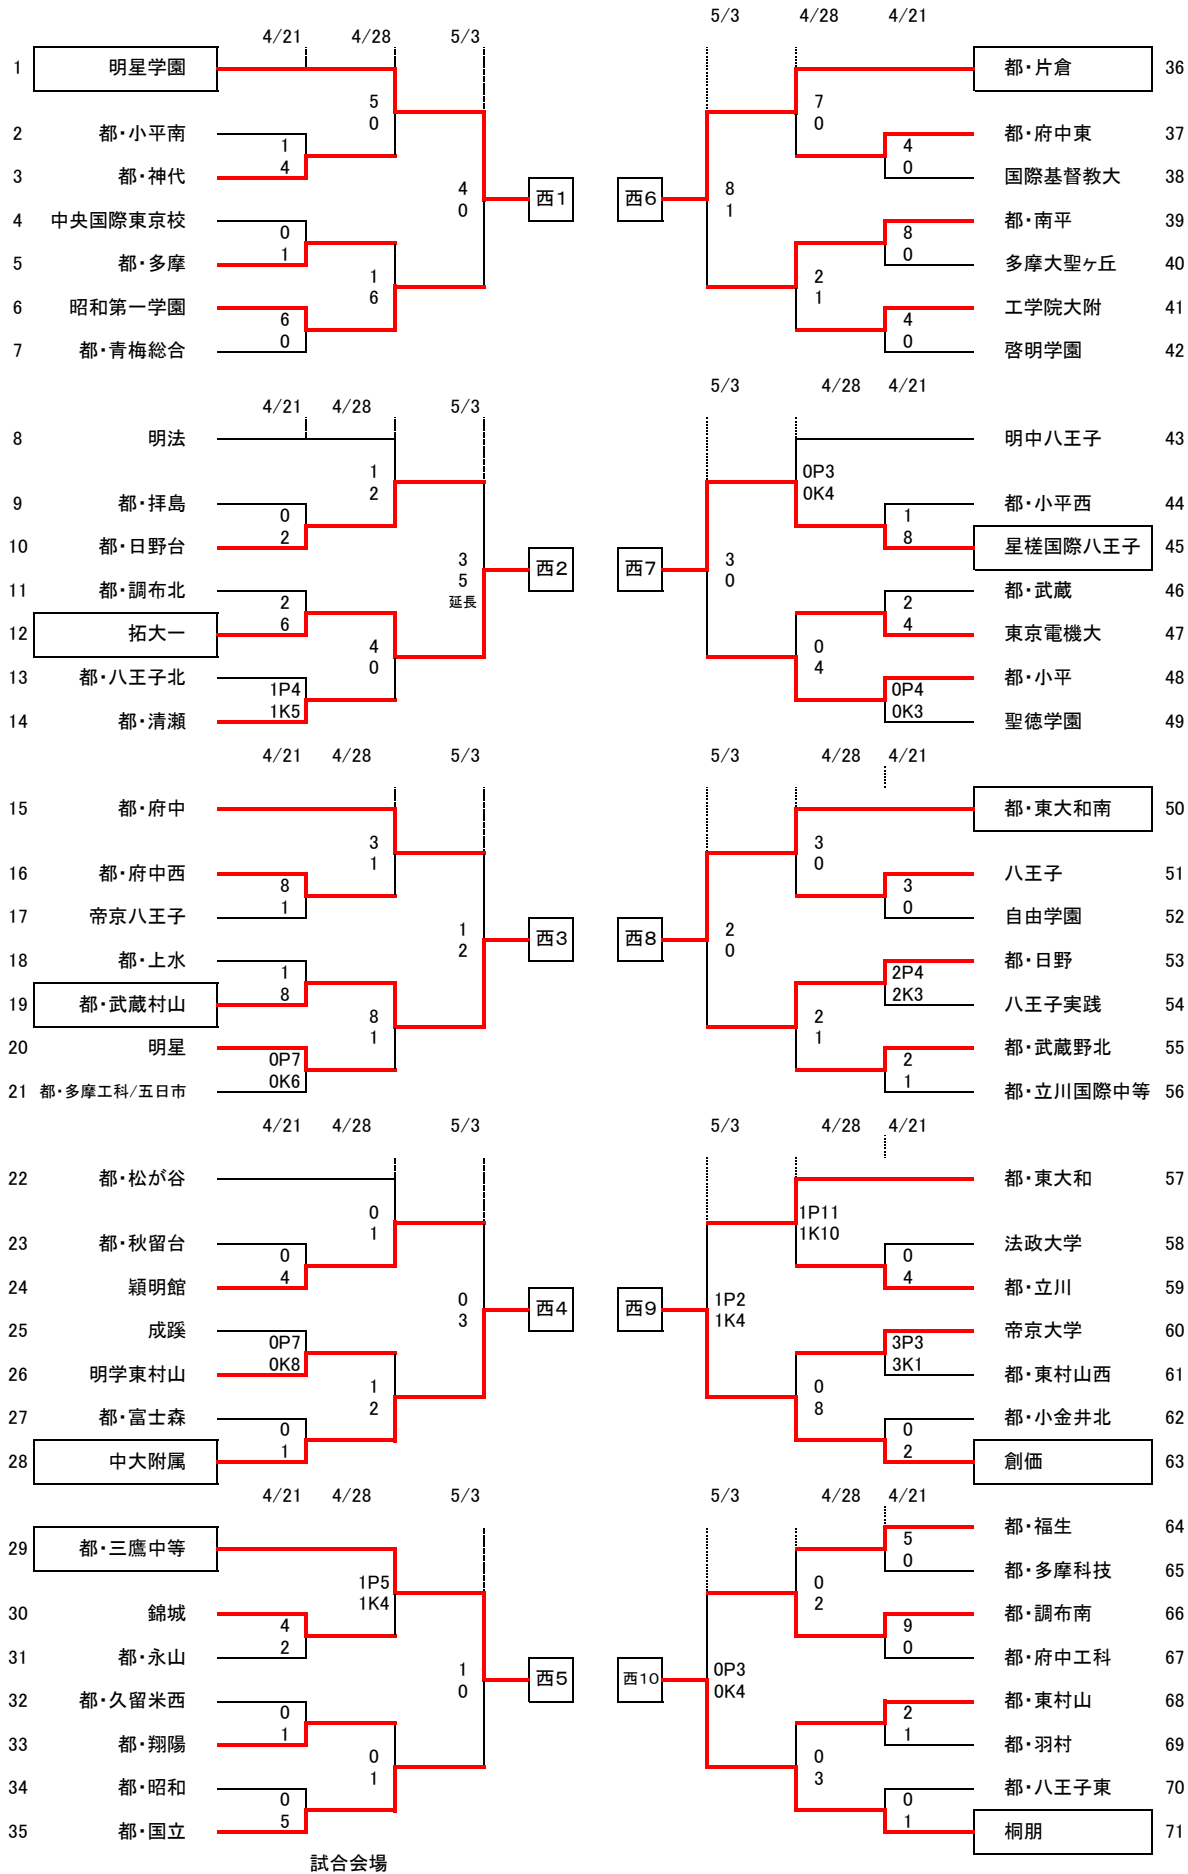 4/21 4/28 5/3
1 明星学園
5
0
2 都・小平南
1
4
3 都・神代
4
0
西1
4 中央国際東京校
0
1
5 都・多摩
1
6
6 昭和第一学園
6
0
7 都・青梅総合
4/21 4/28 5/3
8 明法
1
2
9 都・拝島
0
2
10 都・日野台
3
5
延長
西2
11 都・調布北
2
6
12 拓大一
4
0
13 都・八王子北
1P4
1K5
14 都・清瀬
4/21 4/28 5/3
15 都・府中
3
1
16 都・府中西
8
1
17 帝京八王子
1
2
西3
18 都・上水
1
8
19 都・武蔵村山
8
1
20 明星
0P7
0K6
21 都・多摩工科/五日市
4/21 4/28 5/3
22 都・松が谷
0
1
23 都・秋留台
0
4
24 穎明館
0
3
西4
25 成蹊
0P7
0K8
26 明学東村山
1
2
27 都・富士森
0
1
28 中大附属
4/21 4/28 5/3
29 都・三鷹中等
1P5
1K4
30 錦城
4
2
31 都・永山
1
0
西5
32 都・久留米西
0
1
33 都・翔陽
0
1
34 都・昭和
0
5
35 都・国立
5/3 4/28 4/21
都・片倉 36
7
0
都・府中東 37
4
0
国際基督教大 38
西6
8
1
都・南平 39
8
0
多摩大聖ヶ丘 40
2
1
工学院大附 41
4
0
啓明学園 42
5/3 4/28 4/21
明中八王子 43
0P3
0K4
都・小平西 44
1
8
星槎国際八王子 45
西7
3
0
都・武蔵 46
2
4
東京電機大 47
0
4
都・小平 48
0P4
0K3
聖徳学園 49
5/3 4/28 4/21
都・東大和南 50
3
0
八王子 51
3
0
自由学園 52
西8
2
0
都・日野 53
2P4
2K3
八王子実践 54
2
1
都・武蔵野北 55
2
1
都・立川国際中等 56
5/3 4/28 4/21
都・東大和 57
1P11
1K10
法政大学 58
0
4
都・立川 59
西9
1P2
1K4
帝京大学 60
3P3
3K1
都・東村山西 61
0
8
都・小金井北 62
0
2
創価 63
5/3 4/28 4/21
都・福生 64
5
0
都・多摩科技 65
0
2
都・調布南 66
9
0
都・府中工科 67
西10
0P3
0K4
都・東村山 68
2
1
都・羽村 69
0
3
都・八王子東 70
0
1
桐朋 71
試合会場